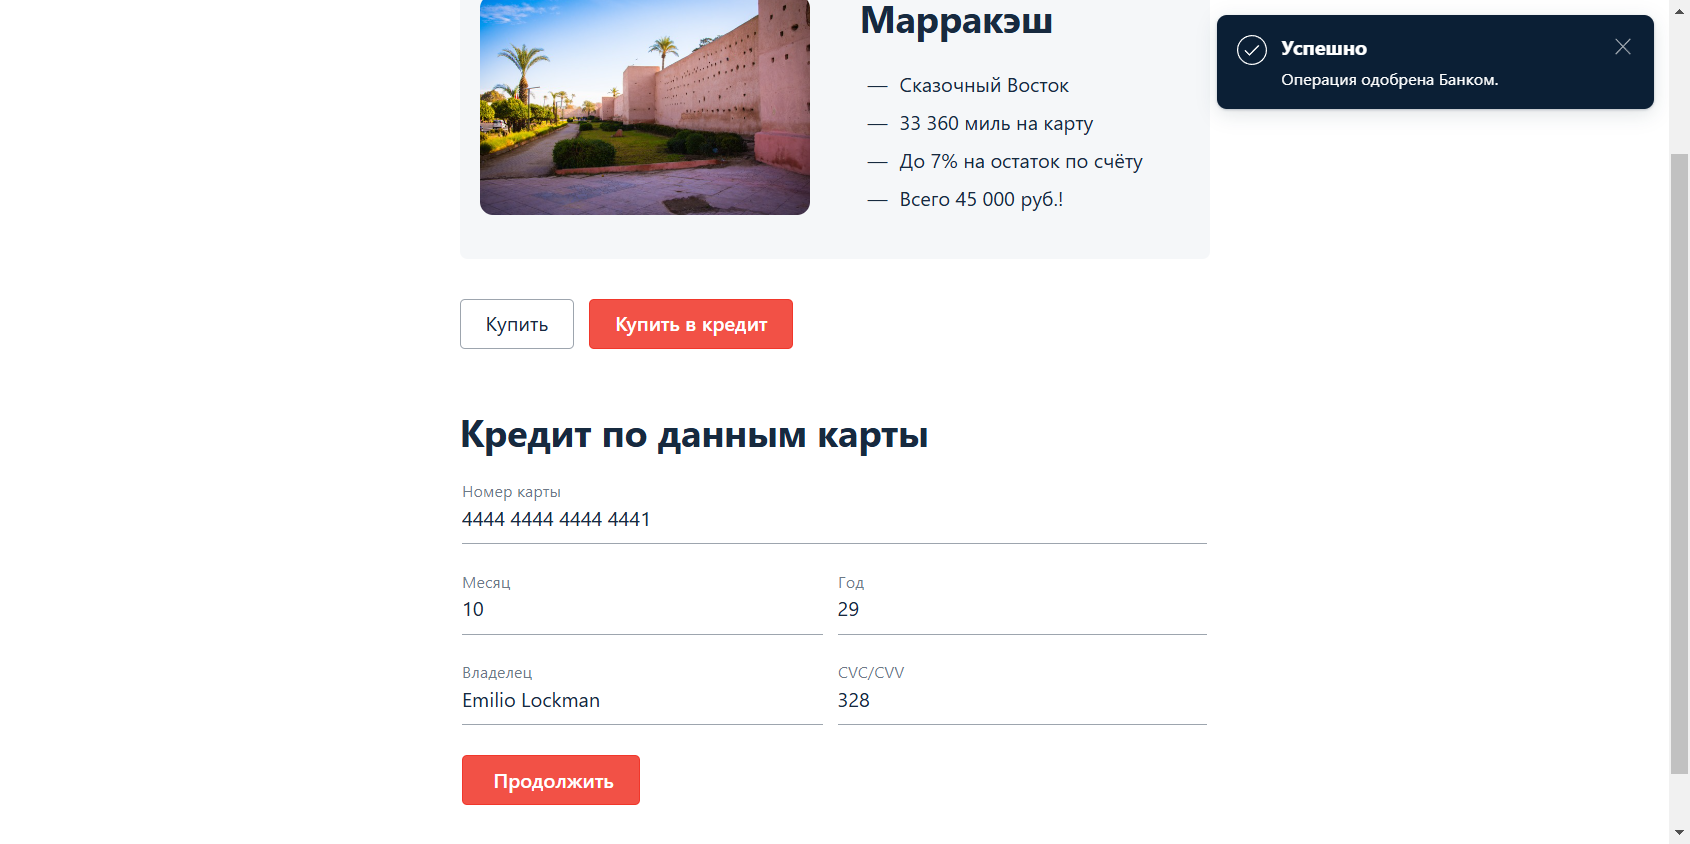 Марракэш
— Сказочный Восток
— 33 360 миль на карту
— До 7% на остаток по счёту
— Всего 45 000 руб.!
Успешно
Операция одобрена Банком.
Купить
Купить в кредит
Кредит по данным карты
Номер карты
4444 4444 4444 4441
Месяц
10
Год
29
Владелец
Emilio Lockman
CVC/CVV
328
Продолжить